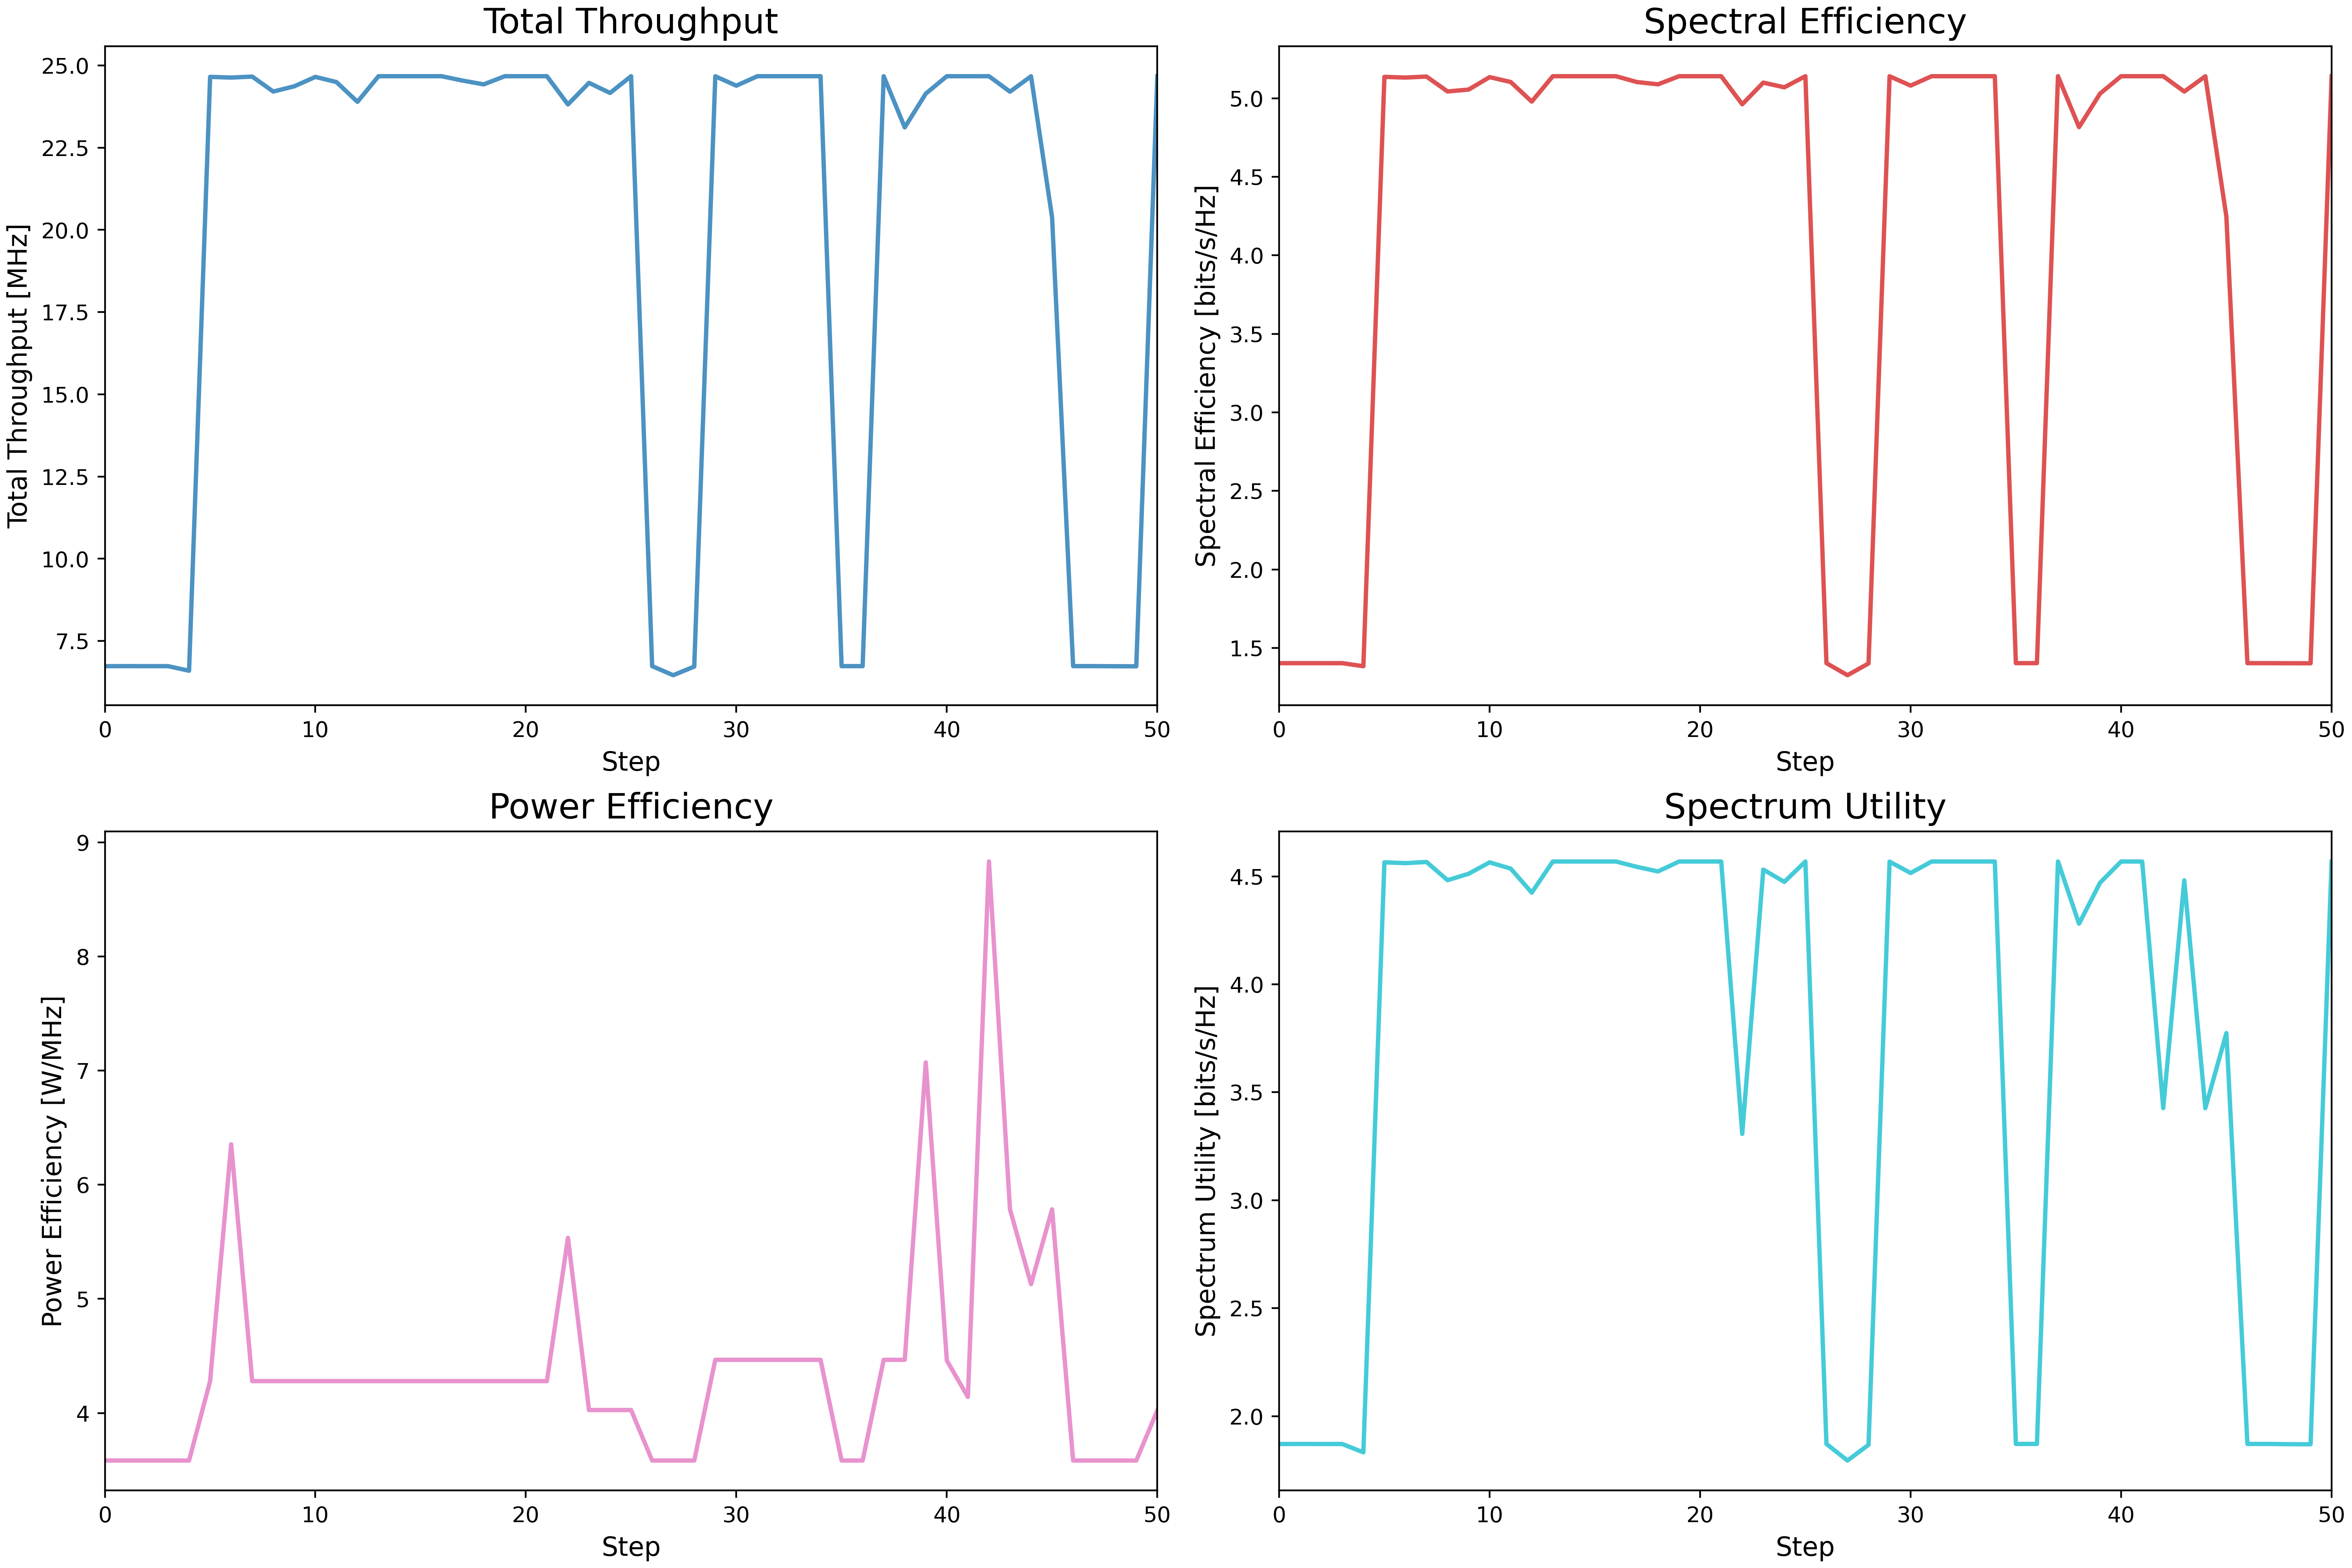 Total Throughput
Total Throughput [MHz]
25.0
22.5
20.0
17.5
15.0
12.5
10.0
7.5
0 10 20 30 40 50
Step
Spectral Efficiency
Spectral Efficiency [bits/s/Hz]
5.0
4.5
4.0
3.5
3.0
2.5
2.0
1.5
0 10 20 30 40 50
Step
Power Efficiency
Power Efficiency [W/MHz]
9
8
7
6
5
4
0 10 20 30 40 50
Step
Spectrum Utility
Spectrum Utility [bits/s/Hz]
4.5
4.0
3.5
3.0
2.5
2.0
0 10 20 30 40 50
Step